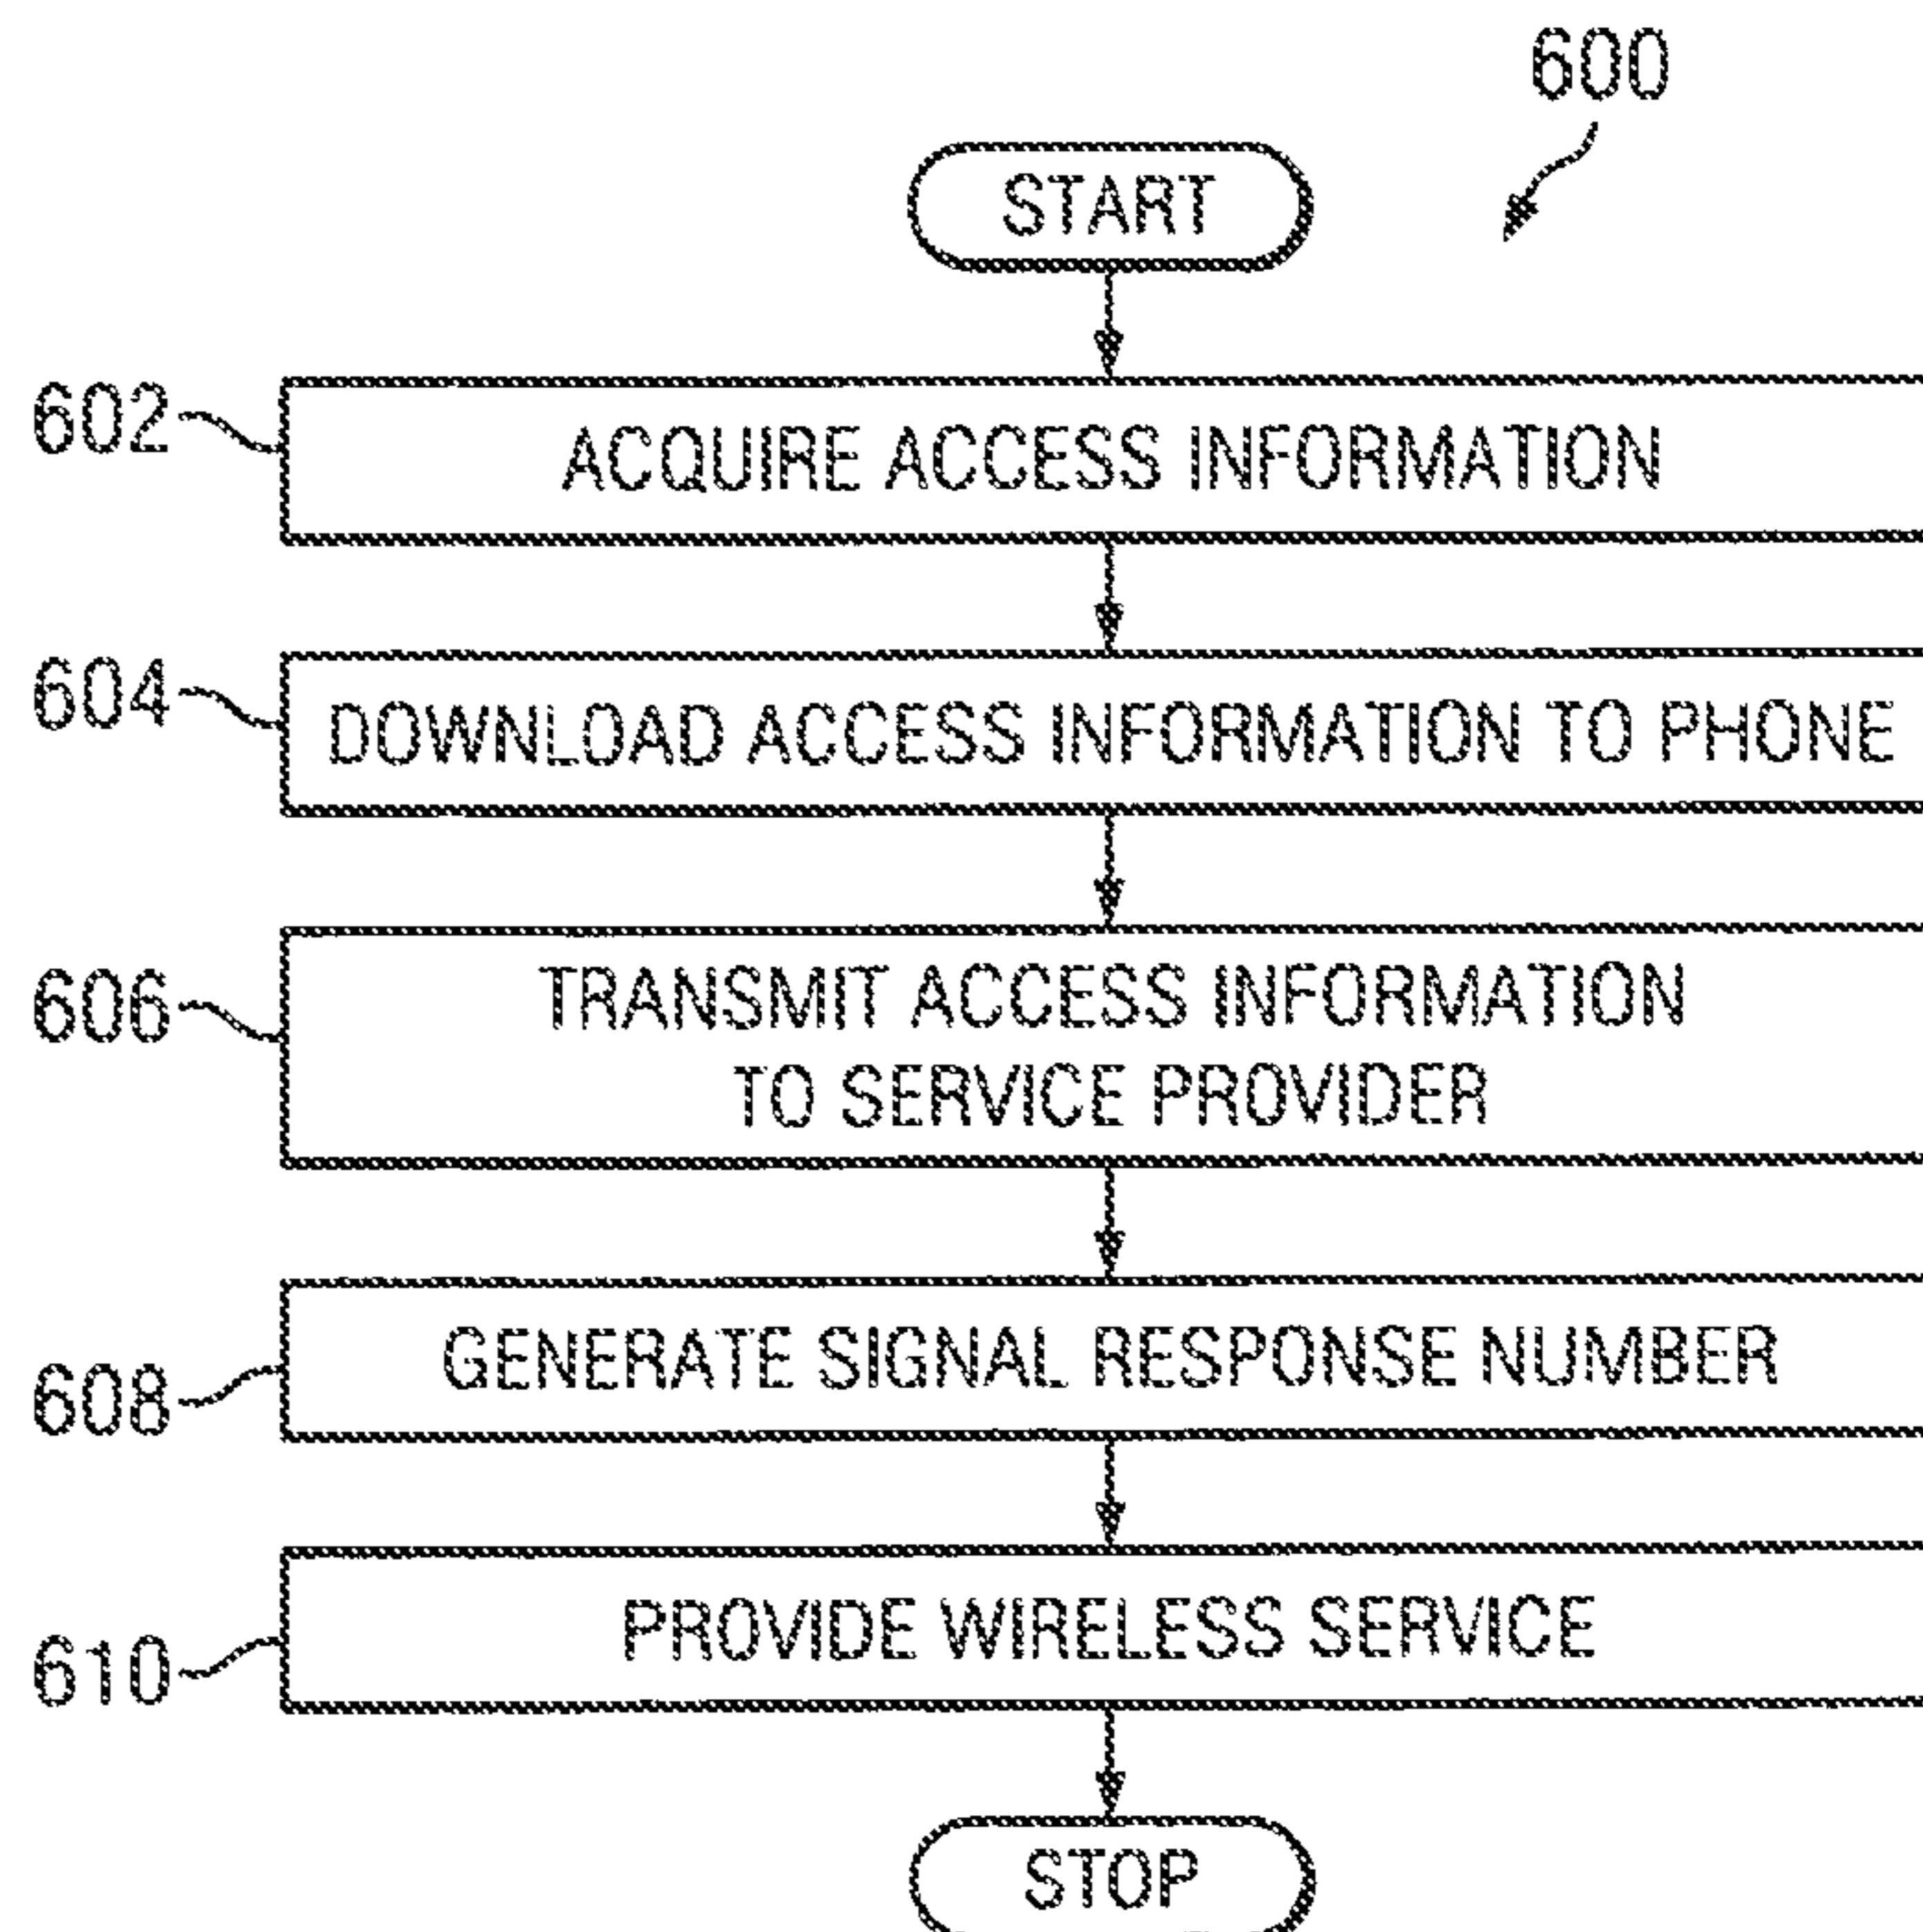 600
START
602
ACQUIRE ACCESS INFORMATION
604
DOWNLOAD ACCESS INFORMATION TO PHONE
606
TRANSMIT ACCESS INFORMATION
TO SERVICE PROVIDER
608
GENERATE SIGNAL RESPONSE NUMBER
610
PROVIDE WIRELESS SERVICE
STOP